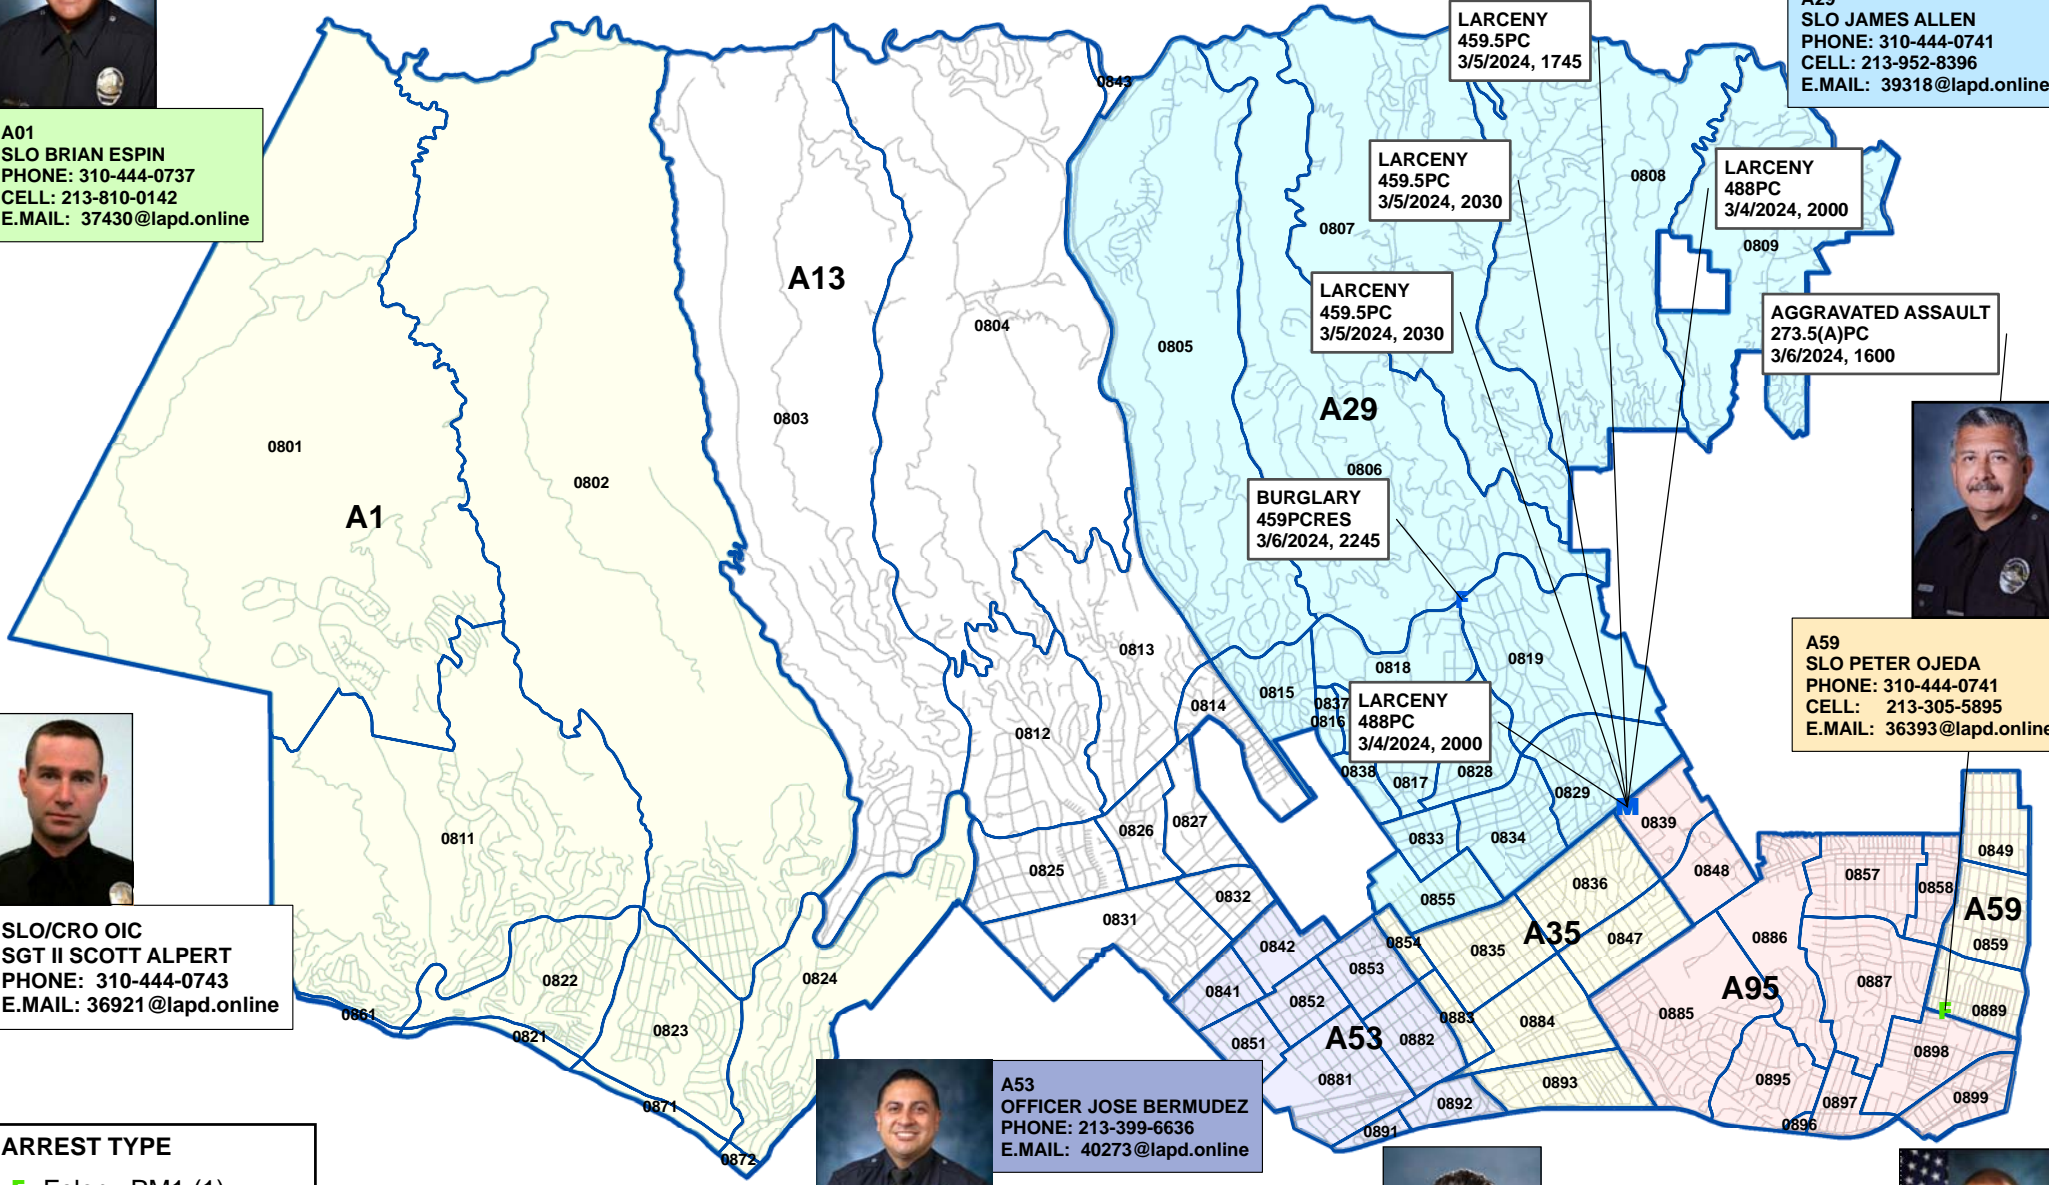 LARCENY
459.5PC
3/5/2024, 1745
A29
SLO JAMES ALLEN
PHONE: 310-444-0741
CELL: 213-952-8396
E.MAIL: 39318@lapd.online
A01
SLO BRIAN ESPIN
PHONE: 310-444-0737
CELL: 213-810-0142
E.MAIL: 37430@lapd.online
LARCENY
459.5PC
3/5/2024, 2030
LARCENY
488PC
3/4/2024, 2000
LARCENY
459.5PC
3/5/2024, 2030
AGGRAVATED ASSAULT
273.5(A)PC
3/6/2024, 1600
BURGLARY
459PCRES
3/6/2024, 2245
LARCENY
488PC
3/4/2024, 2000
A59
SLO PETER OJEDA
PHONE: 310-444-0741
CELL: 213-305-5895
E.MAIL: 36393@lapd.online
SLO/CRO OIC
SGT II SCOTT ALPERT
PHONE: 310-444-0743
E.MAIL: 36921@lapd.online
A53
OFFICER JOSE BERMUDEZ
PHONE: 213-399-6636
E.MAIL: 40273@lapd.online
ARREST TYPE
F Felony PM1 (1)
A1
A13
A29
A35
A53
A59
A95
0843
0808
0807
0809
0804
0805
0803
0801
0802
0806
0813
0819
0818
0815
0837
0816
0814
0812
0838
0817
0828
0829
0811
0825
0826
0827
0833
0834
0839
0848
0849
0857
0858
0836
0855
0832
0831
0842
0854
0835
0847
0886
0859
0853
0841
0852
0822
0824
0823
0821
0861
0887
0885
0884
0883
0882
0889
0851
0881
0898
0893
0895
0897
0899
0892
0891
0896
0871
0872
F
M
F